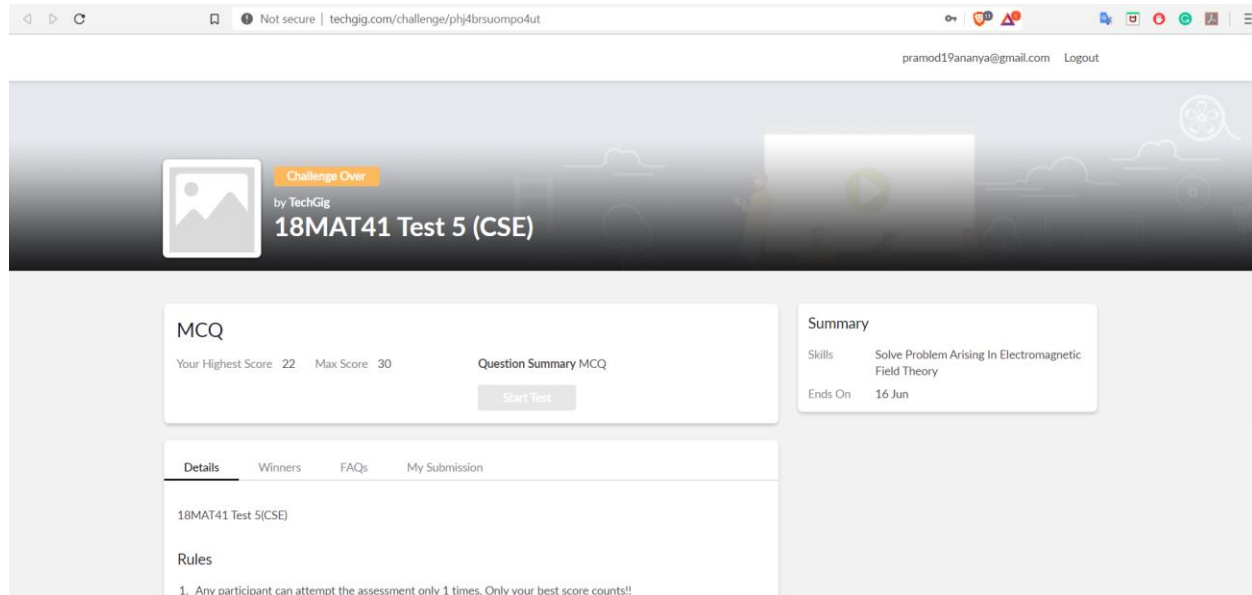 Not secure | techgig.com/challenge/phj4brsuompo4ut
pramod19ananya@gmail.com Logout
Challenge Over
by TechGig
18MAT41 Test 5 (CSE)
MCQ
Your Highest Score 22 Max Score 30 Question Summary MCQ
Start Test
Summary
Skills Solve Problem Arising In Electromagnetic
Field Theory
Ends On 16 Jun
Details Winners FAQs My Submission
18MAT41 Test 5(CSE)
Rules
1. Any participant can attempt the assessment only 1 times. Only your best score counts!!